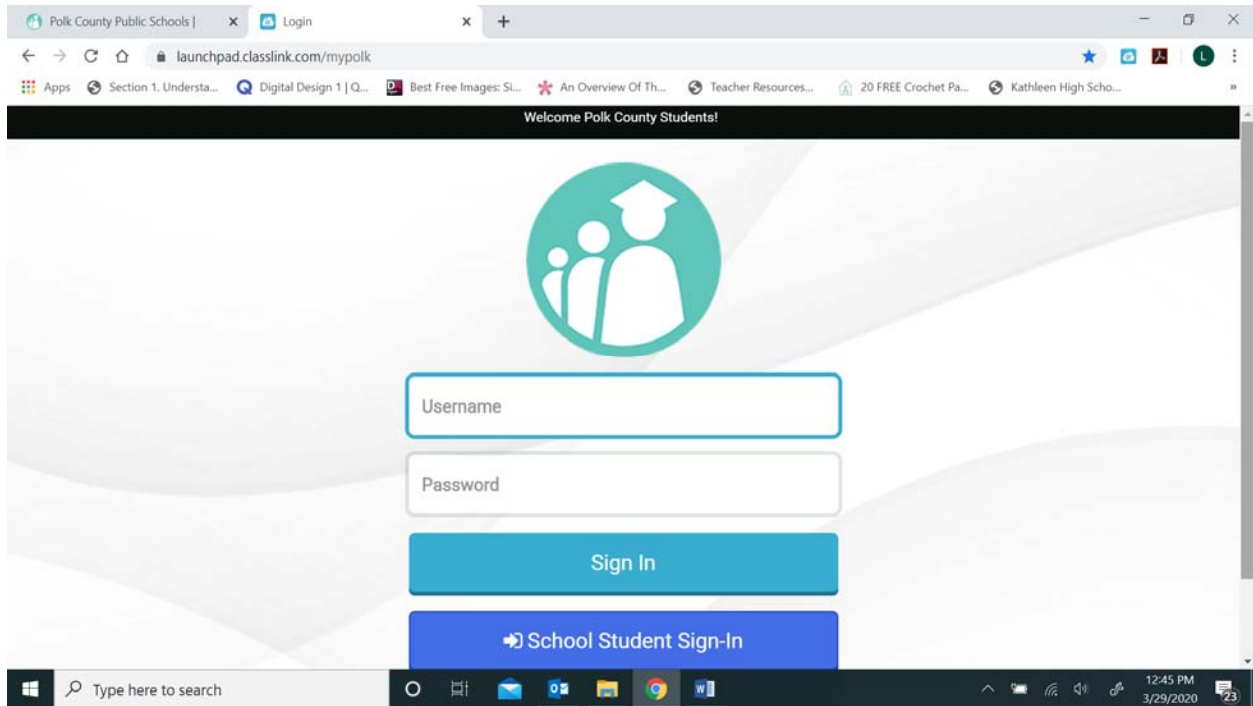 Polk County Public Schools |
Login
launchpad.classlink.com/mypolk
L
Apps Section 1. Understa... Digital Design 1 | Q... Best Free Images: Si... An Overview Of Th... Teacher Resources... 20 FREE Crochet Pa... Kathleen High Scho... »
Welcome Polk County Students!
Username
Password
Sign In
School Student Sign-In
Type here to search
12:45 PM
3/29/2020
23